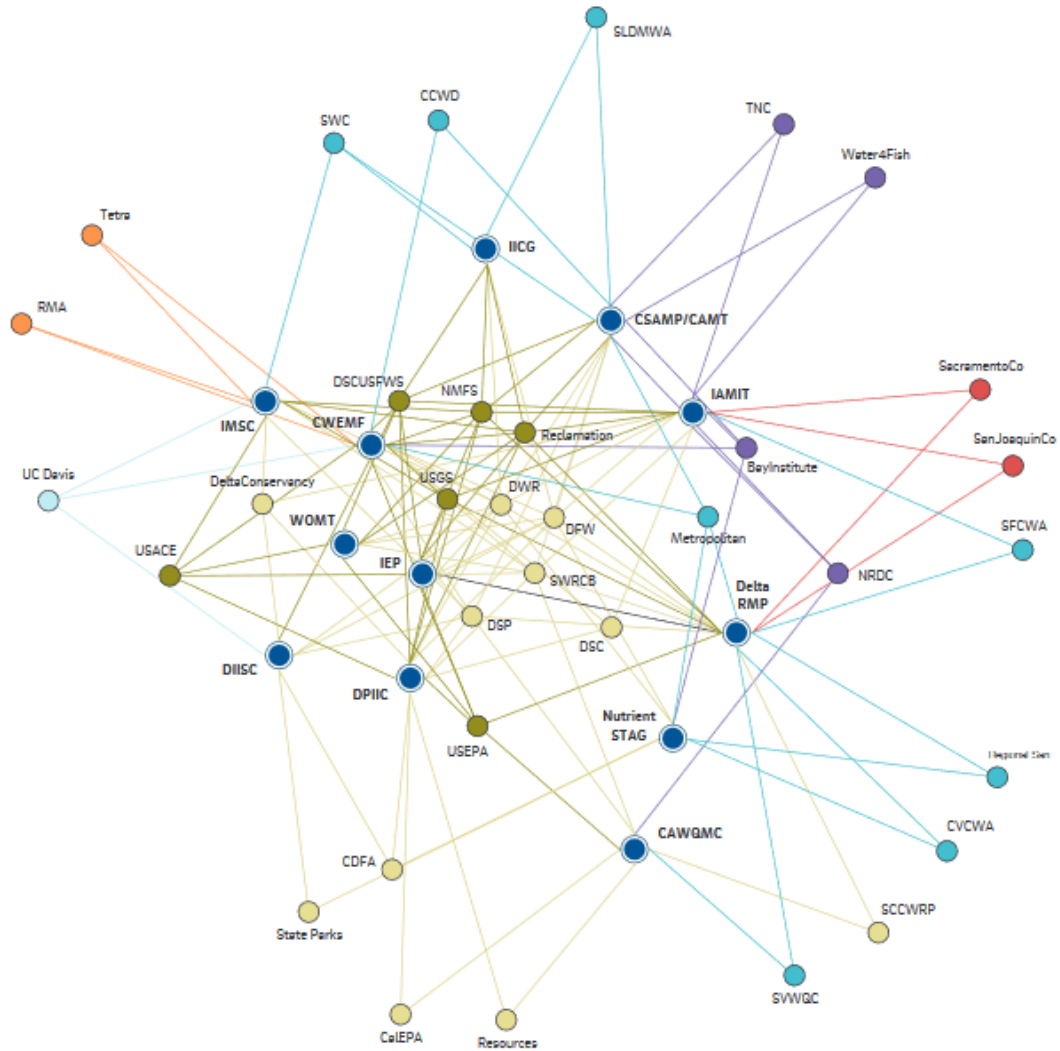 SLDMWA
CCWD
SWC
TNC
Water4Fish
Tetra
IICG
RMA
CSAMP/CAMT
SacramentoCo
DSCUSFWS
NMFS
IAMIT
IMSC
CWEMF
Reclamation
SanJoaquinCo
BayInstitute
UC Davis
DeltaConservancy
USGS
DWR
WOMT
DFW
Metropolitan
SFCWA
USACE
IEP
SWRCB
NRDC
Delta
RMP
DSP
DSC
DIISC
DPIIC
Nutrient
STAG
USEPA
Regional San
CVCWA
CAWQMC
CDFA
SCCWRP
State Parks
SVWQC
CalEPA
Resources